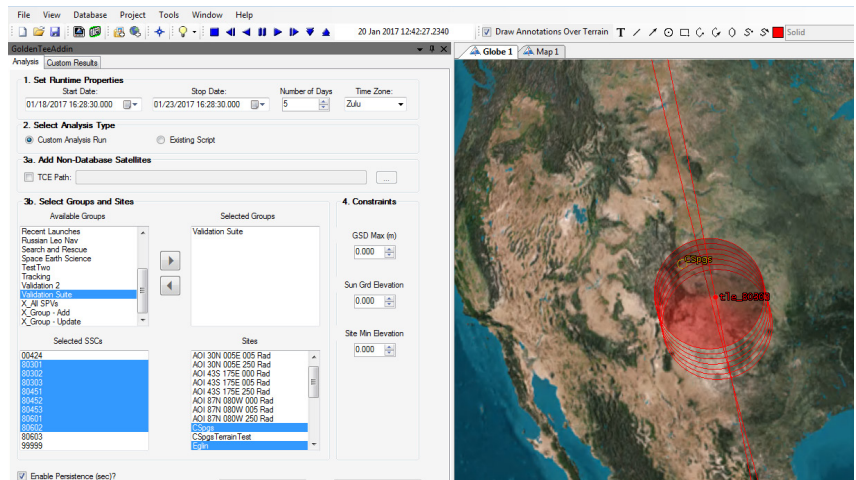 File View Database Project Tools Window Help
20 Jan 2017 12:42:27.2340 Draw Annotations Over Terrain T Solid
GoldenTeeAddin
Analysis Custom Results
Globe 1 Map 1
1. Set Runtime Properties
Start Date: Stop Date: Number of Days Time Zone:
01/18/2017 16:28:30.000 01/23/2017 16:28:30.000 5 Zulu
2. Select Analysis Type
Custom Analysis Run Existing Script
3a. Add Non-Database Satellites
TCE Path: ...
3b. Select Groups and Sites 4. Constraints
Available Groups Selected Groups
Recent Launches Validation Suite
Russian Leo Nav
Search and Rescue
Space Earth Science
TestTwo
Tracking
Validation 2
Validation Suite
X_All SPVs
X_Group - Add
X_Group - Update
GSD Max (m)
0.000
Sun Grd Elevation
0.000
Site Min Elevation
0.000
Selected SSCs Sites
00424 AOI 30N 005E 005 Rad
80301 AOI 30N 005E 250 Rad
80302 AOI 43S 175E 000 Rad
80303 AOI 43S 175E 005 Rad
80451 AOI 43S 175E 250 Rad
80452 AOI 87N 080W 000 Rad
80453 AOI 87N 080W 005 Rad
80601 AOI 87N 080W 250 Rad
80602 CSpgs
80603 CSpgsTerrainTest
99999 Eglin
Enable Persistence (sec)?
CSpgs